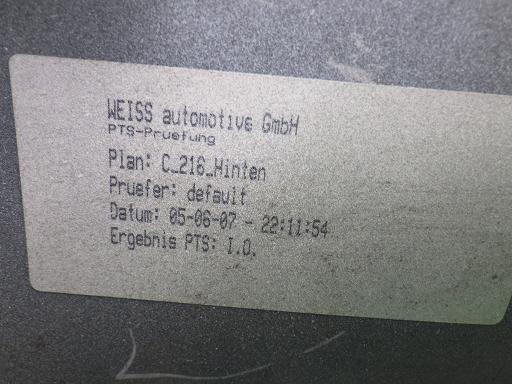 WEISS automotive GmbH
PTS-Pruefung
Plan: C_216_Hinten
Pruefer: default
Datum: 05-06-07 - 22:11:54
Ergebnis PTS: I.O.